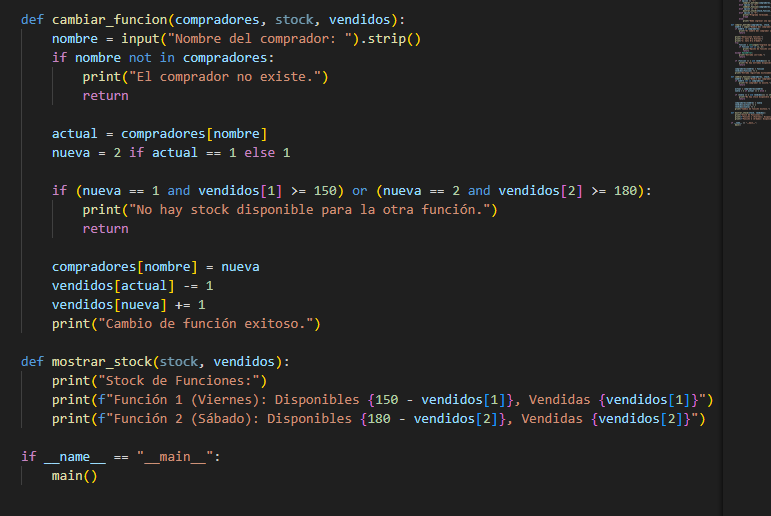 def cambiar_funcion(compradores, stock, vendidos):
    nombre = input("Nombre del comprador: ").strip()
    if nombre not in compradores:
        print("El comprador no existe.")
        return

    actual = compradores[nombre]
    nueva = 2 if actual == 1 else 1

    if (nueva == 1 and vendidos[1] >= 150) or (nueva == 2 and vendidos[2] >= 180):
        print("No hay stock disponible para la otra función.")
        return

    compradores[nombre] = nueva
    vendidos[actual] -= 1
    vendidos[nueva] += 1
    print("Cambio de función exitoso.")

def mostrar_stock(stock, vendidos):
    print("Stock de Funciones:")
    print(f"Función 1 (Viernes): Disponibles {150 - vendidos[1]}, Vendidas {vendidos[1]}")
    print(f"Función 2 (Sábado): Disponibles {180 - vendidos[2]}, Vendidas {vendidos[2]}")

if __name__ == "__main__":
    main()